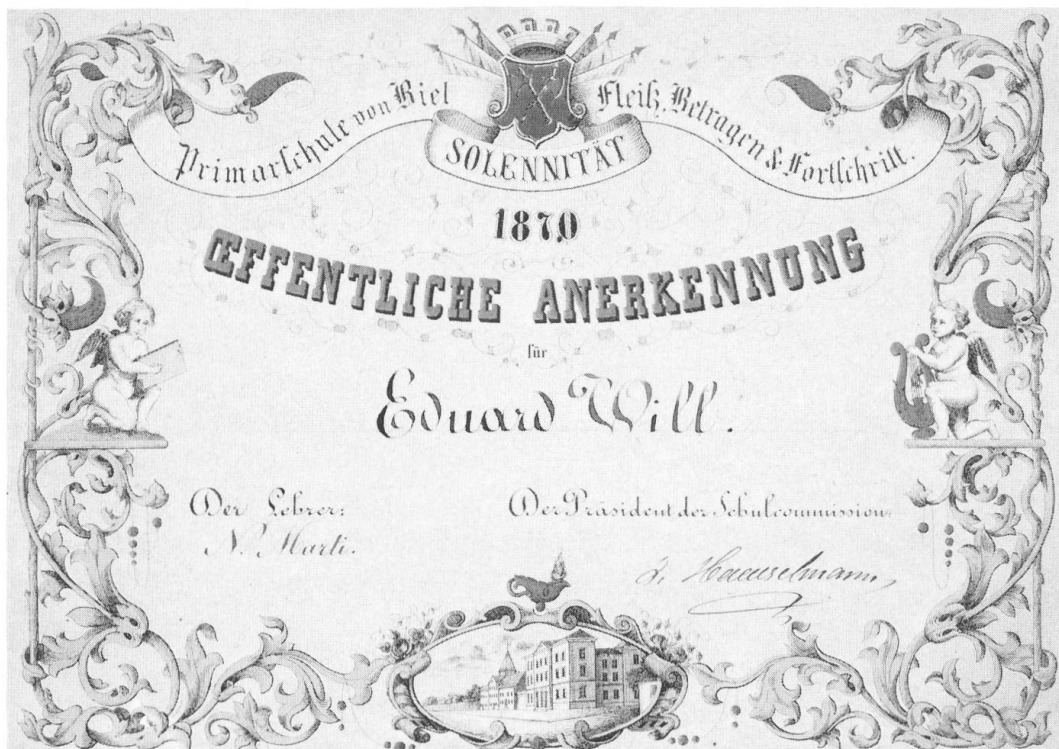 Primarschule von Biel
Fleiß, Betragen & Fortschritt.
SOLENNITÄT
1870
ŒFFENTLICHE ANERKENNUNG
für
Eduard Will.
Der Lehrer:
N. Marti.
Der Präsident der Schulcommission:
J. Haeuselmann,